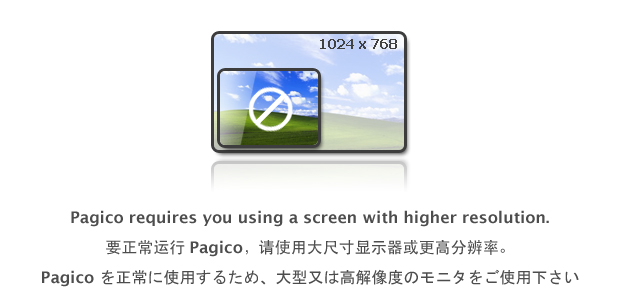 1024 x 768
Pagico requires you using a screen with higher resolution.
要正常运行 Pagico，请使用大尺寸显示器或更高分辨率。
Pagico を正常に使用するため、大型又は高解像度のモニタをご使用下さい